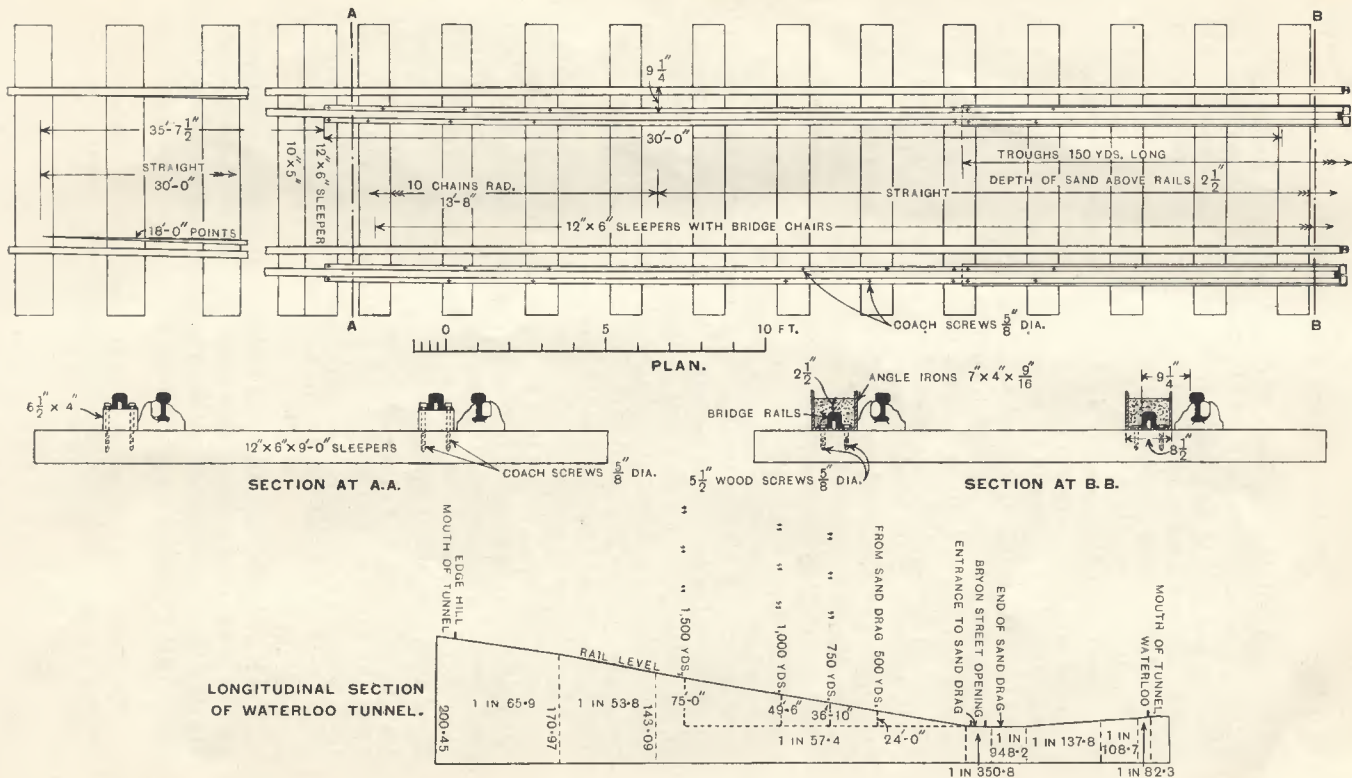 A
B
9 1/4"
35'-7 1/2"
30'-0"
STRAIGHT
30'-0"
10"×5"
12"×6" SLEEPER
TROUGHS 150 YDS. LONG
10 CHAINS RAD.
13'-8"
STRAIGHT
DEPTH OF SAND ABOVE RAILS 2 1/2"
18'-0" POINTS
12"×6" SLEEPERS WITH BRIDGE CHAIRS
A
B
0 5 10 FT.
COACH SCREWS 5/8" DIA.
PLAN.
6 1/2" × 4"
12"×6"×9'-0" SLEEPERS
COACH SCREWS 5/8" DIA.
SECTION AT A.A.
2 1/2"
ANGLE IRONS 7"×4"×9/16"
BRIDGE RAILS
9 1/4"
8 1/2"
5 1/2" WOOD SCREWS 5/8" DIA.
SECTION AT B.B.
EDGE HILL
MOUTH OF TUNNEL
" " " 1,500 YDS.
" " " 1,000 YDS.
" " " 750 YDS.
FROM SAND DRAG 500 YDS.
ENTRANCE TO SAND DRAG
BRYON STREET OPENING
END OF SAND DRAG
MOUTH OF TUNNEL
WATERLOO
RAIL LEVEL
LONGITUDINAL SECTION
OF WATERLOO TUNNEL.
200·45
1 IN 65·9
170·97
1 IN 53·8
143·09
75'-0"
49'-6"
36'-10"
24'-0"
1 IN 57·4
1 IN 350·8
1 IN
948·2
1 IN 137·8
1 IN
108·7
1 IN 82·3